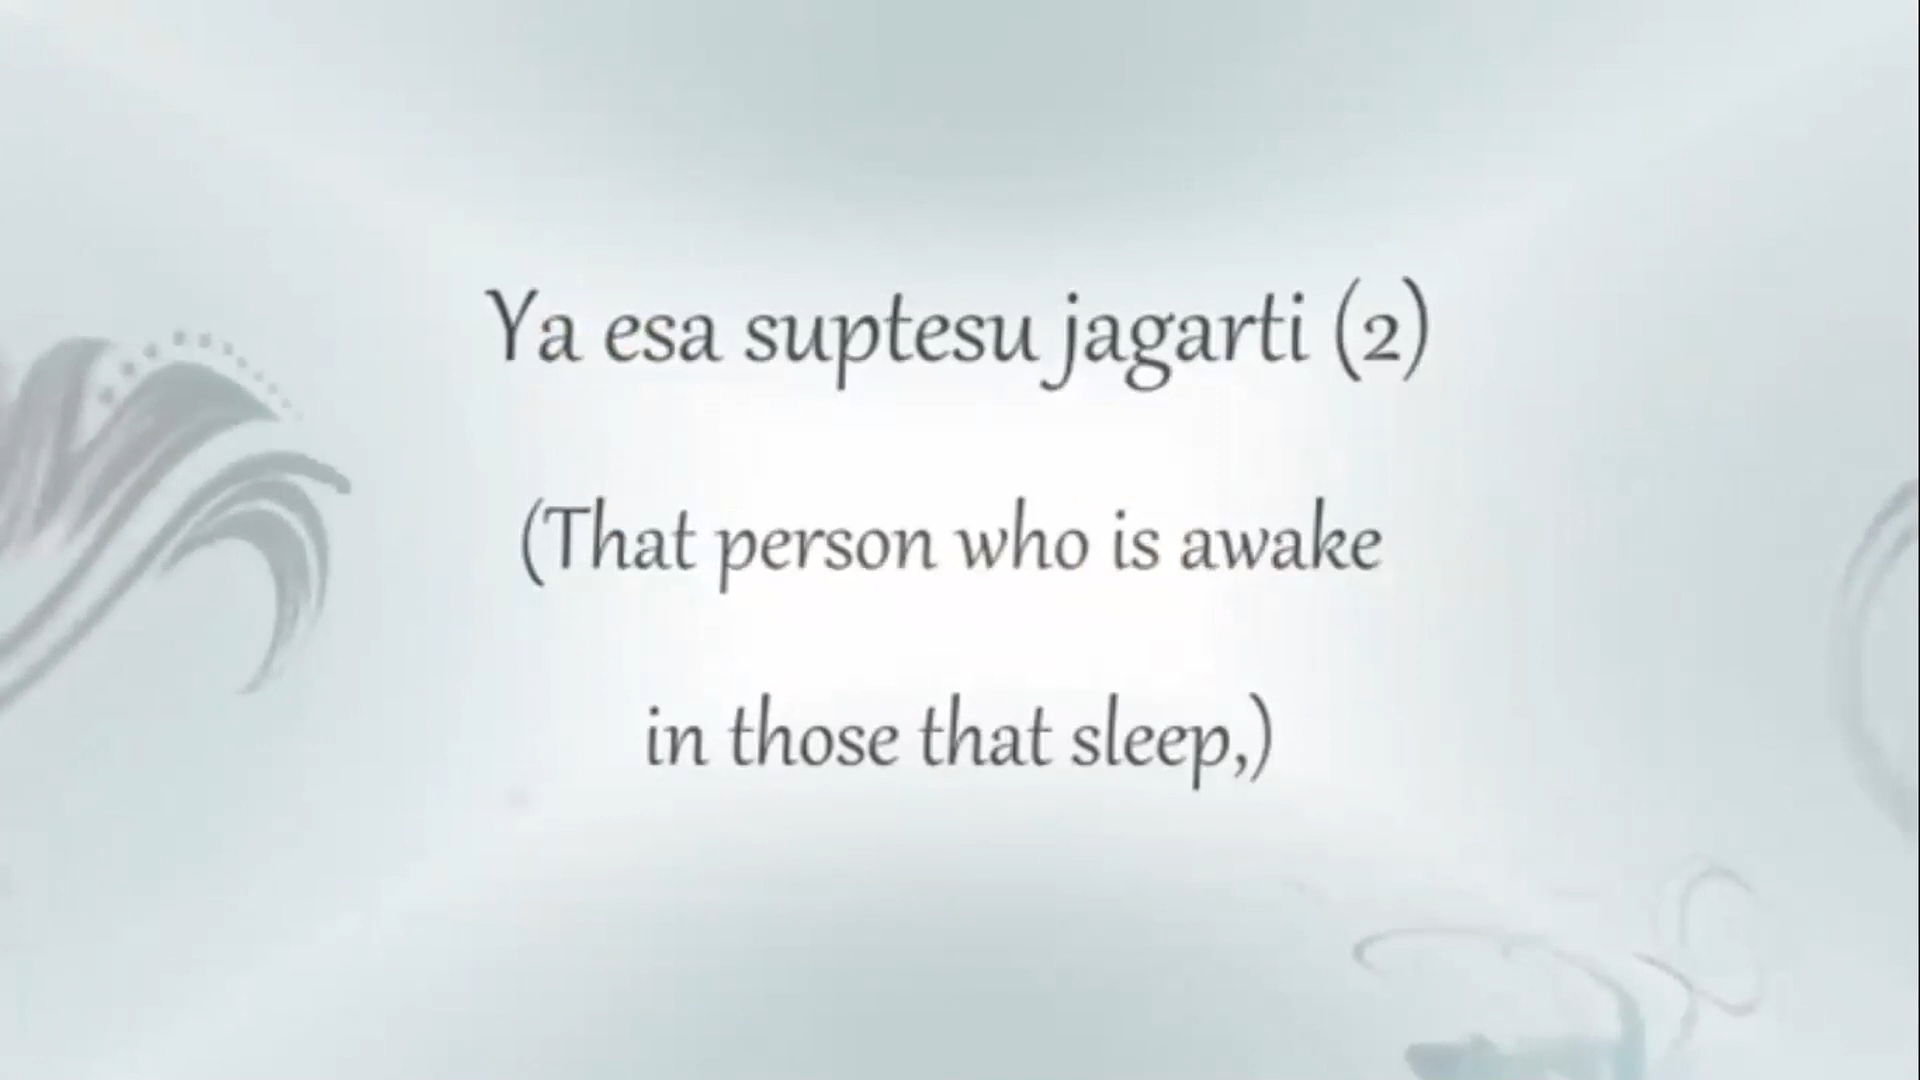 Ya esa suptesu jagarti (2)
(That person who is awake
in those that sleep,)